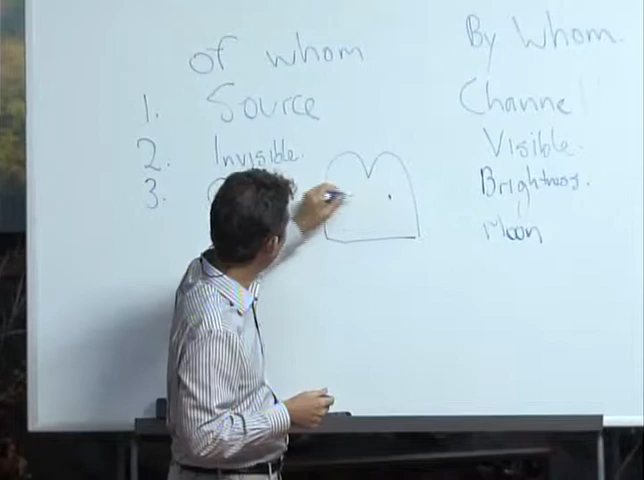 of whom
By Whom.
1. Source
Channel
2. Invisible.
Visible.
3.
Brightness.
Moon